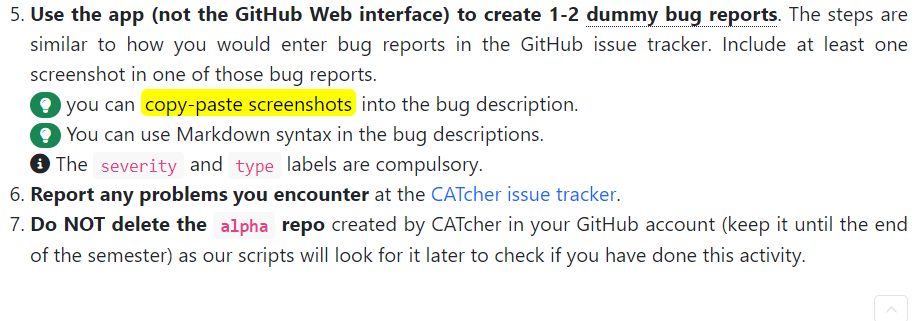 5. Use the app (not the GitHub Web interface) to create 1-2 dummy bug reports. The steps are
similar to how you would enter bug reports in the GitHub issue tracker. Include at least one
screenshot in one of those bug reports.
you can copy-paste screenshots into the bug description.
You can use Markdown syntax in the bug descriptions.
The severity and type labels are compulsory.
6. Report any problems you encounter at the CATcher issue tracker.
7. Do NOT delete the alpha repo created by CATcher in your GitHub account (keep it until the end
of the semester) as our scripts will look for it later to check if you have done this activity.